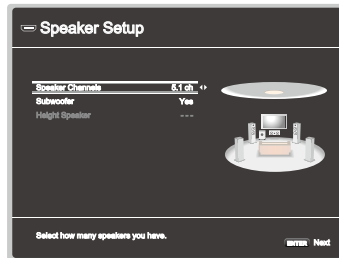 Speaker Setup
Speaker Channels 5.1 ch
Subwoofer Yes
Height Speaker ---
Select how many speakers you have.
ENTER Next